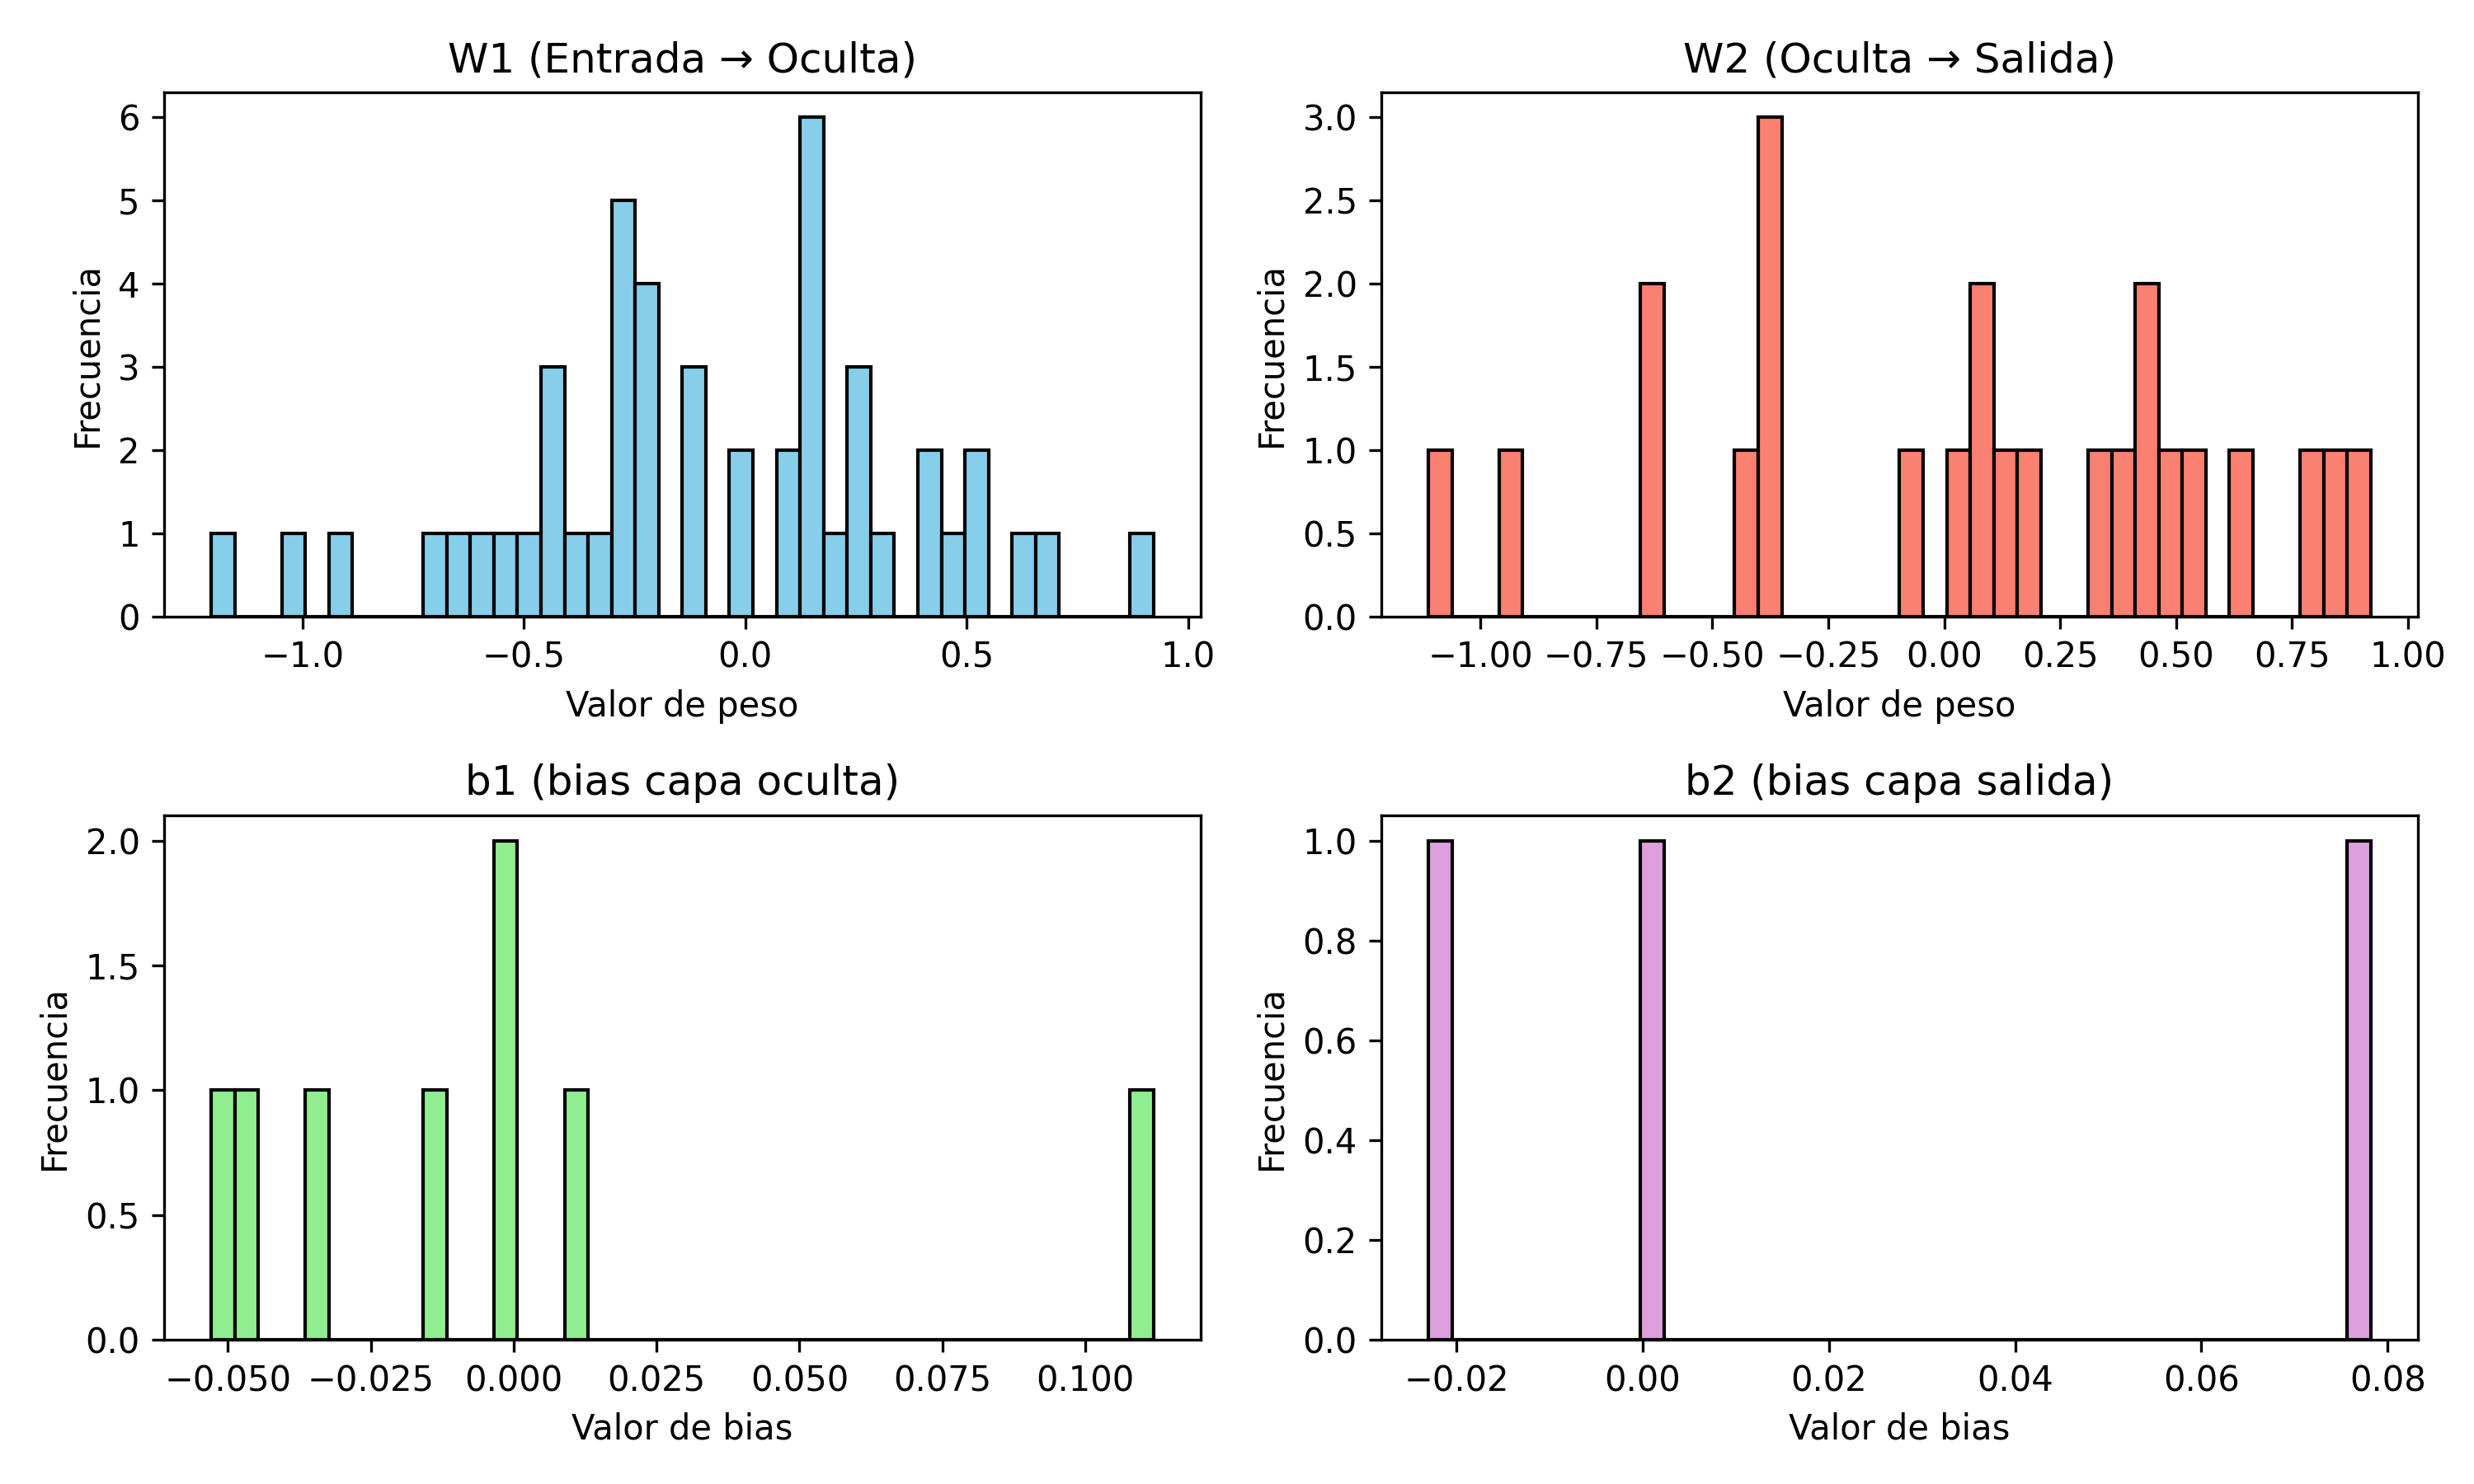 W1 (Entrada → Oculta)
Frecuencia
6
5
4
3
2
1
0
−1.0 −0.5 0.0 0.5 1.0
Valor de peso
W2 (Oculta → Salida)
Frecuencia
3.0
2.5
2.0
1.5
1.0
0.5
0.0
−1.00 −0.75 −0.50 −0.25 0.00 0.25 0.50 0.75 1.00
Valor de peso
b1 (bias capa oculta)
Frecuencia
2.0
1.5
1.0
0.5
0.0
−0.050 −0.025 0.000 0.025 0.050 0.075 0.100
Valor de bias
b2 (bias capa salida)
Frecuencia
1.0
0.8
0.6
0.4
0.2
0.0
−0.02 0.00 0.02 0.04 0.06 0.08
Valor de bias